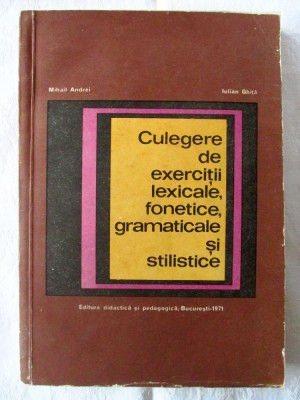 Mihail Andrei
Iulian Ghiță
Culegere
de
exerciții
lexicale,
fonetice,
gramaticale
și
stilistice
Editura didactică și pedagogică, București-1971